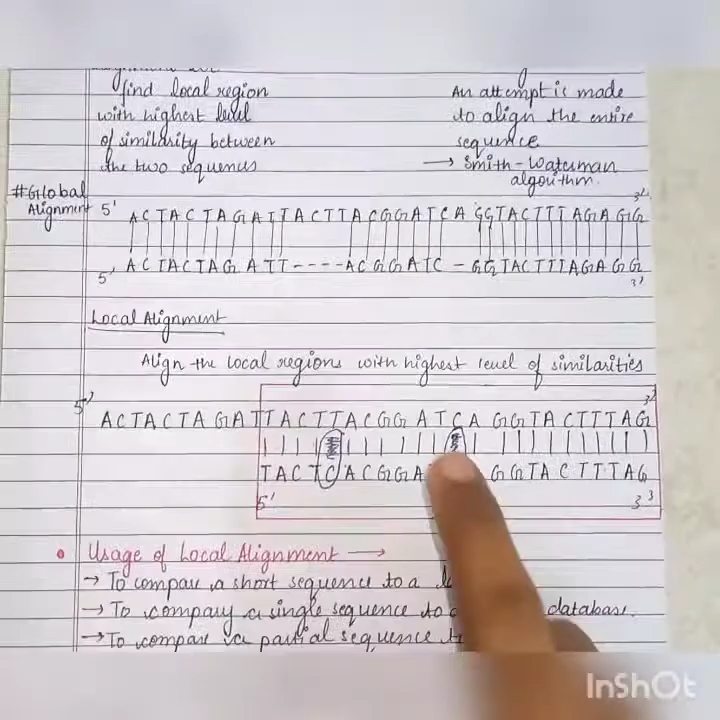 find local region
with highest level
of similarity between
the two sequences
An attempt is made
to align the entire
sequence
→ Smith-Waterman
algorithm.
#Global
Alignment
5' ACTACTAGATTACTTACGGATCA GGTACTTTAGAGG 3'
5' ACTACTAGATT----ACGGATC-GGTACTTTAGAGG 3'
Local Alignment
Align the local regions with highest level of similarities
5' ACTACTAGATTACTTACGGATCAGGTACTTTAG 3'
TACTCACGGA GGTACTTTAG
5' 3'
• Usage of Local Alignment →
→ To compare a short sequence to a
→ To compary a single sequence to database.
→ To compare a partial sequence
InShOt